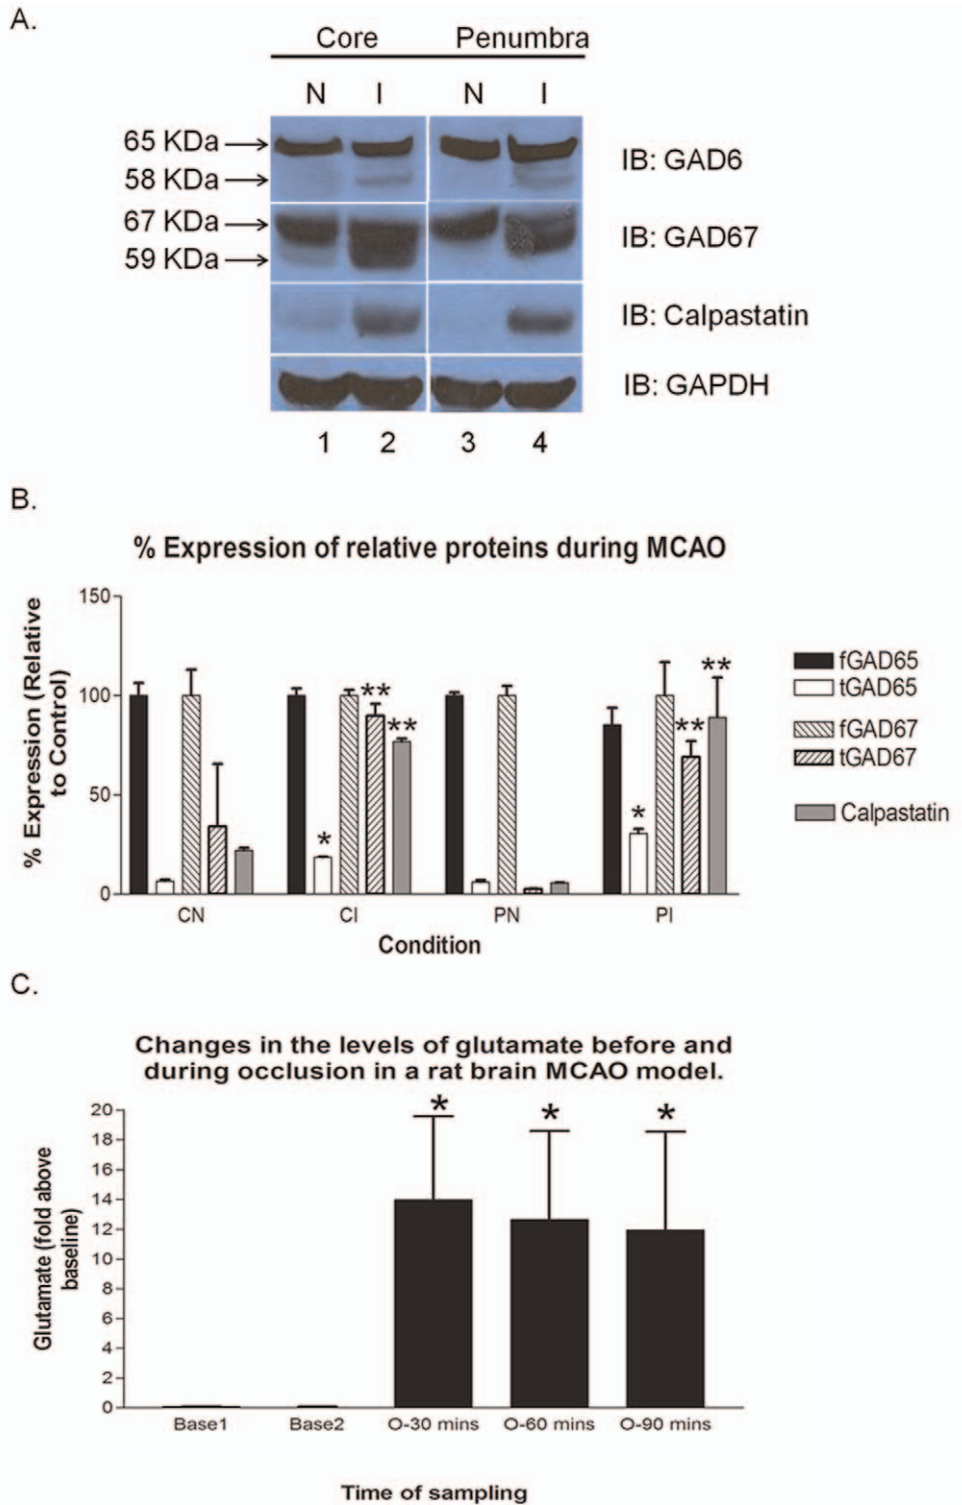 A.
Core Penumbra
N I N I
65 KDa
58 KDa
IB: GAD6
67 KDa
59 KDa
IB: GAD67
IB: Calpastatin
IB: GAPDH
1 2 3 4
B.
% Expression of relative proteins during MCAO
% Expression (Relative
to Control)
150
100
50
0
* ** ** * ** **
CN CI PN PI
Condition
fGAD65
tGAD65
fGAD67
tGAD67
Calpastatin
C.
Changes in the levels of glutamate before and
during occlusion in a rat brain MCAO model.
Glutamate (fold above
baseline)
20
18
16
14
12
10
8
6
4
2
0
* * *
Base1 Base2 O-30 mins O-60 mins O-90 mins
Time of sampling